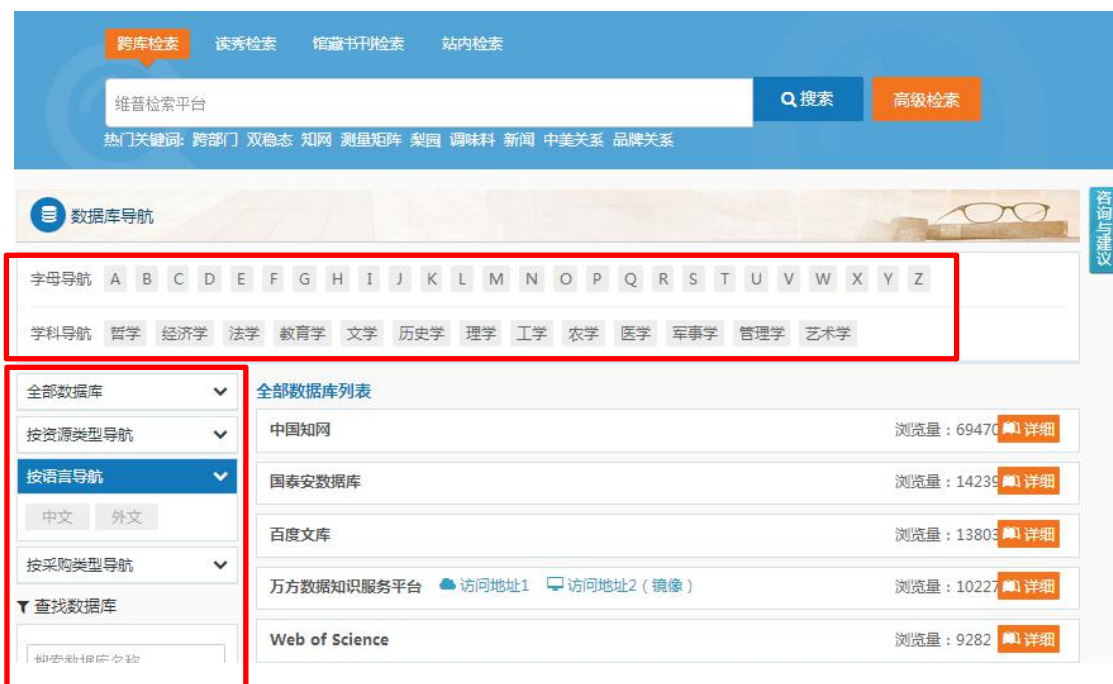 跨库检索 读秀检索 馆藏书刊检索 站内检索
维普检索平台 搜索 高级检索
热门关键词: 跨部门 双稳态 知网 测量矩阵 梨园 调味料 新闻 中美关系 品牌关系
数据库导航
咨询与建议
字母导航 A B C D E F G H I J K L M N O P Q R S T U V W X Y Z
学科导航 哲学 经济学 法学 教育学 文学 历史学 理学 工学 农学 医学 军事学 管理学 艺术学
全部数据库 全部数据库列表
按资源类型导航 中国知网 浏览量：69470 详细
按语言导航 国泰安数据库 浏览量：14239 详细
中文 外文 百度文库 浏览量：13803 详细
按采购类型导航 万方数据知识服务平台 访问地址1 访问地址2（镜像） 浏览量：10227 详细
查找数据库 Web of Science 浏览量：9282 详细
搜索数据库名称